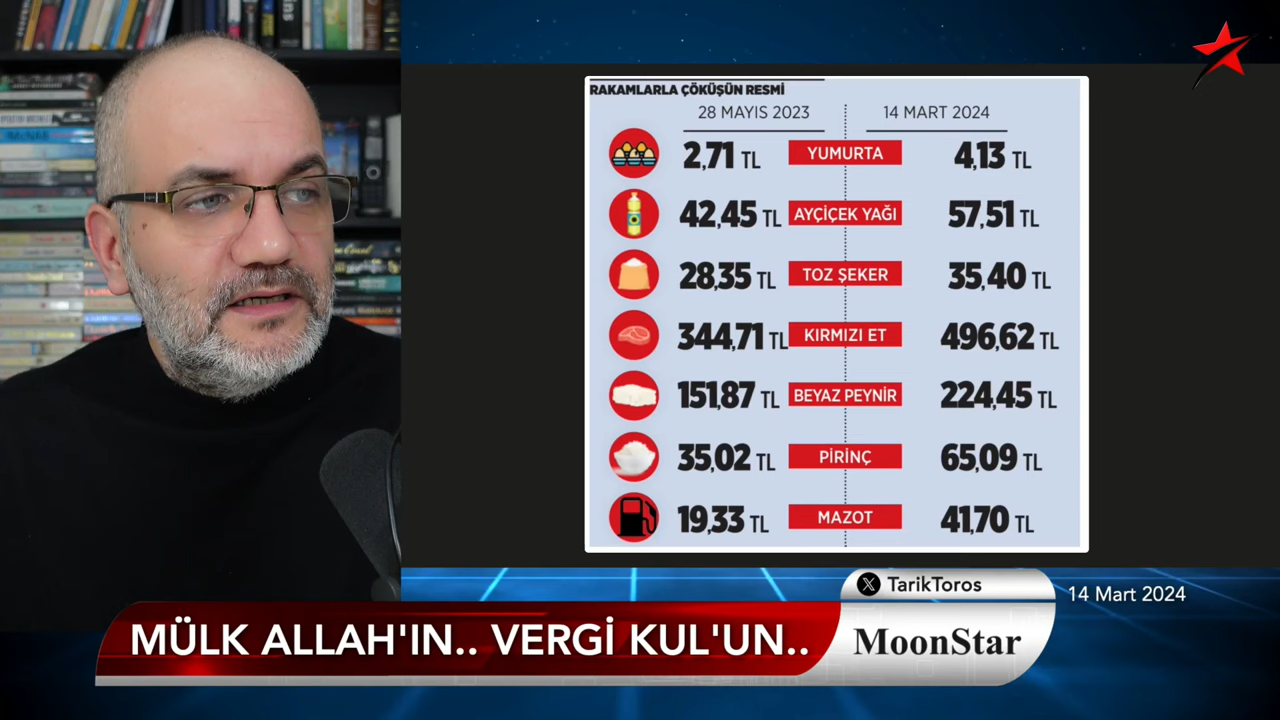 RAKAMLARLA ÇÖKÜŞÜN RESMİ
28 MAYIS 2023 14 MART 2024
2,71 TL YUMURTA 4,13 TL
42,45 TL AYÇİÇEK YAĞI 57,51 TL
28,35 TL TOZ ŞEKER 35,40 TL
344,71 TL KIRMIZI ET 496,62 TL
151,87 TL BEYAZ PEYNİR 224,45 TL
35,02 TL PİRİNÇ 65,09 TL
19,33 TL MAZOT 41,70 TL
TarikToros
14 Mart 2024
MÜLK ALLAH'IN.. VERGİ KUL'UN..
MoonStar